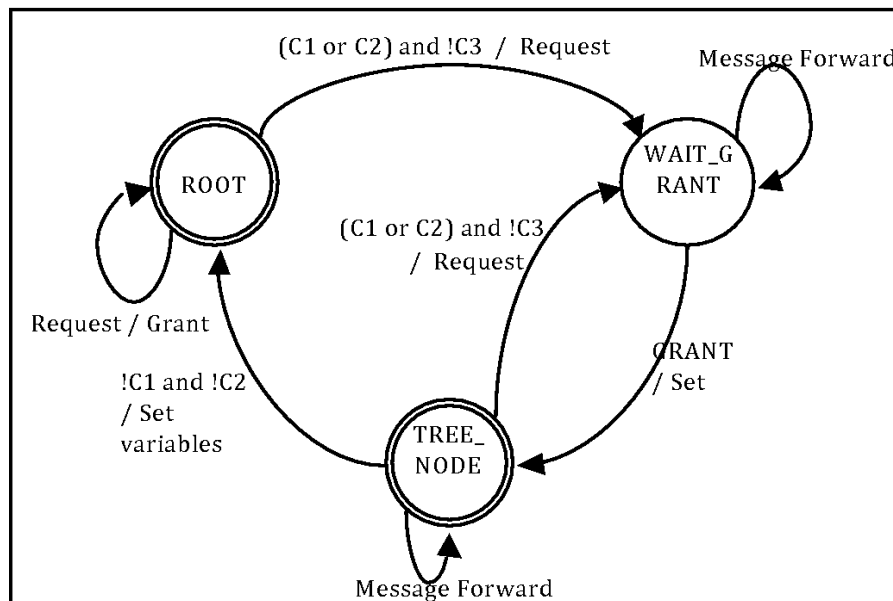 (C1 or C2) and !C3 / Request
Message Forward
ROOT
WAIT_G
RANT
(C1 or C2) and !C3
/ Request
Request / Grant
GRANT
/ Set
!C1 and !C2
/ Set
variables
TREE_
NODE
Message Forward